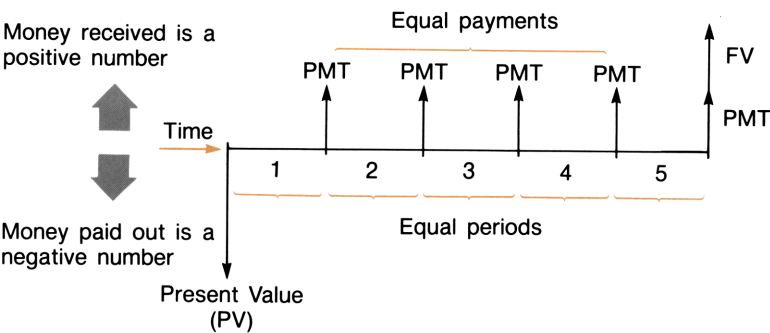 Equal payments
Money received is a
positive number
FV
PMT PMT PMT PMT
PMT
Time
1 2 3 4 5
Money paid out is a
negative number
Equal periods
Present Value
(PV)